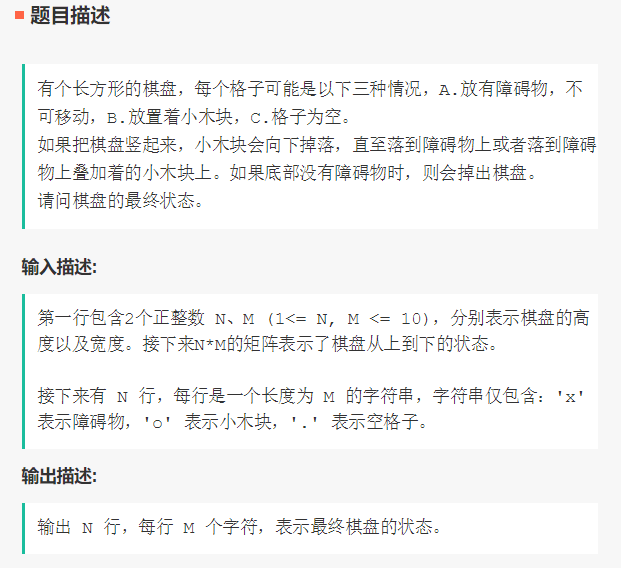 题目描述
有个长方形的棋盘，每个格子可能是以下三种情况，A.放有障碍物，不
可移动，B.放置着小木块，C.格子为空。
如果把棋盘竖起来，小木块会向下掉落，直至落到障碍物上或者落到障碍
物上叠加着的小木块上。如果底部没有障碍物时，则会掉出棋盘。
请问棋盘的最终状态。
输入描述:
第一行包含2个正整数 N、M (1<= N, M <= 10)，分别表示棋盘的高
度以及宽度。接下来N*M的矩阵表示了棋盘从上到下的状态。
接下来有 N 行，每行是一个长度为 M 的字符串，字符串仅包含：'x'
表示障碍物，'o' 表示小木块，'.' 表示空格子。
输出描述:
输出 N 行，每行 M 个字符，表示最终棋盘的状态。